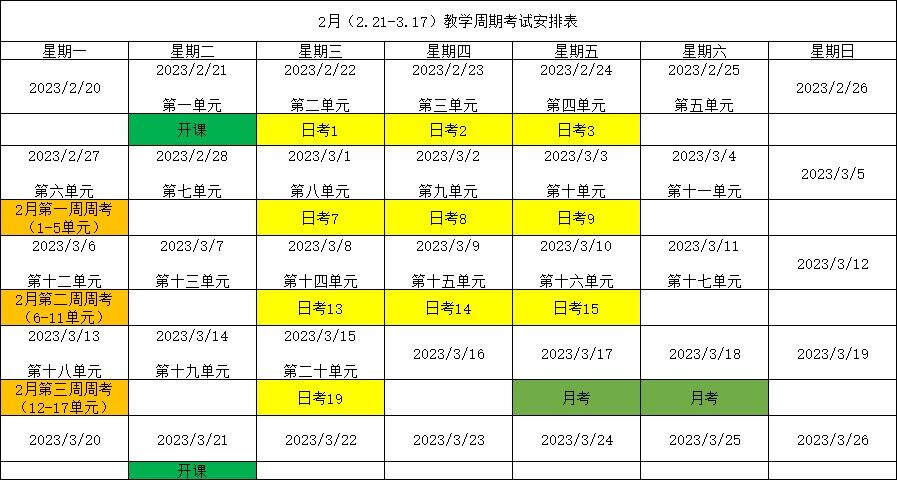 2月（2.21-3.17）教学周期考试安排表
星期一 星期二 星期三 星期四 星期五 星期六 星期日
2023/2/20 2023/2/21 2023/2/22 2023/2/23 2023/2/24 2023/2/25 2023/2/26
第一单元 第二单元 第三单元 第四单元 第五单元
开课 日考1 日考2 日考3
2023/2/27 2023/2/28 2023/3/1 2023/3/2 2023/3/3 2023/3/4 2023/3/5
第六单元 第七单元 第八单元 第九单元 第十单元 第十一单元
2月第一周周考
（1-5单元） 日考7 日考8 日考9
2023/3/6 2023/3/7 2023/3/8 2023/3/9 2023/3/10 2023/3/11 2023/3/12
第十二单元 第十三单元 第十四单元 第十五单元 第十六单元 第十七单元
2月第二周周考
（6-11单元） 日考13 日考14 日考15
2023/3/13 2023/3/14 2023/3/15 2023/3/16 2023/3/17 2023/3/18 2023/3/19
第十八单元 第十九单元 第二十单元
2月第三周周考
（12-17单元） 日考19 月考 月考
2023/3/20 2023/3/21 2023/3/22 2023/3/23 2023/3/24 2023/3/25 2023/3/26
开课